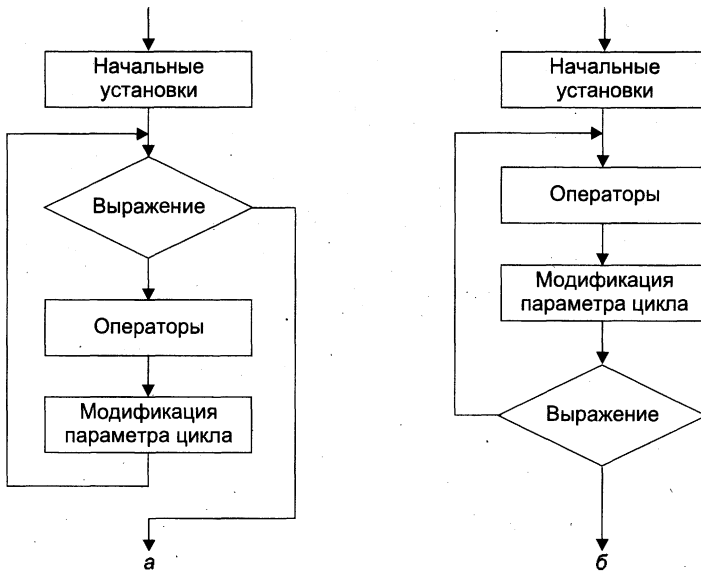 Начальные
установки
Выражение
Операторы
Модификация
параметра цикла
а
Начальные
установки
Операторы
Модификация
параметра цикла
Выражение
б